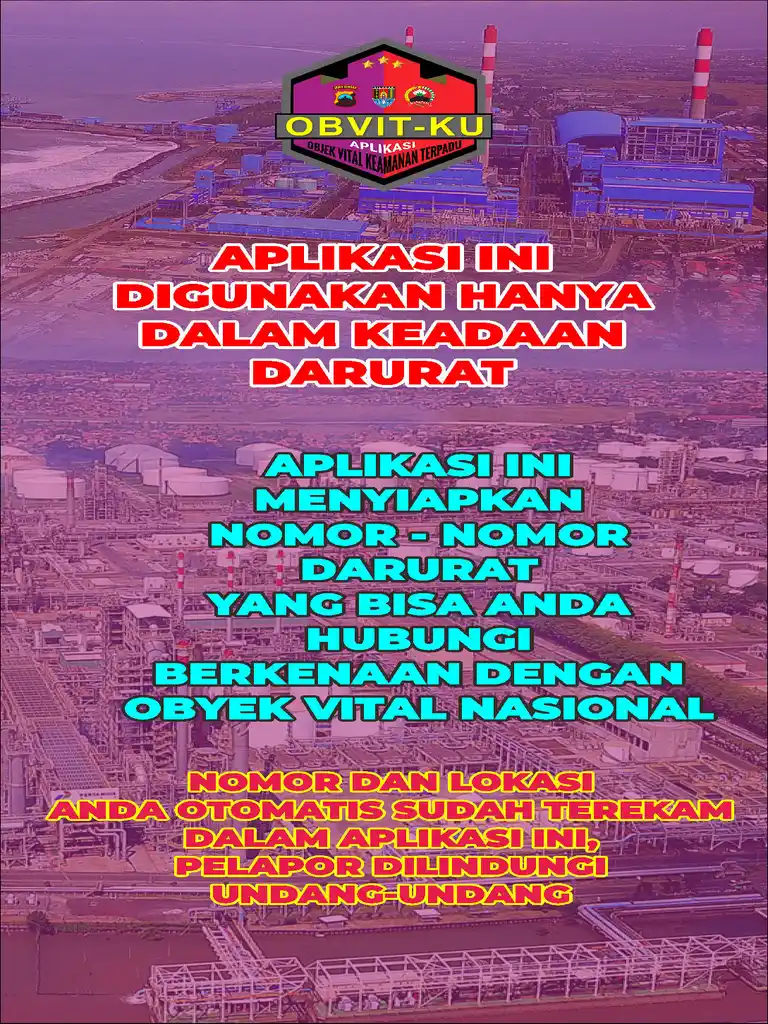 OBVIT-KU
APLIKASI
OBJEK VITAL KEAMANAN TERPADU
APLIKASI INI
DIGUNAKAN HANYA
DALAM KEADAAN
DARURAT
APLIKASI INI
MENYIAPKAN
NOMOR - NOMOR
DARURAT
YANG BISA ANDA
HUBUNGI
BERKENAAN DENGAN
OBYEK VITAL NASIONAL
NOMOR DAN LOKASI
ANDA OTOMATIS SUDAH TEREKAM
DALAM APLIKASI INI,
PELAPOR DILINDUNGI
UNDANG-UNDANG